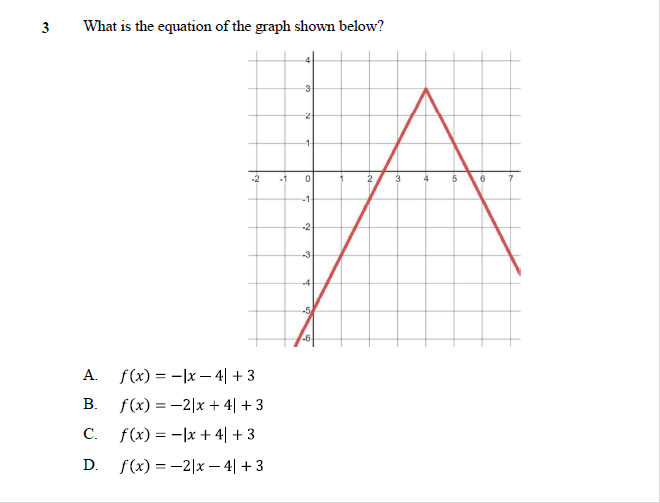 3 What is the equation of the graph shown below?
4
3
2
1
-2 -1 0 1 2 3 4 5 6 7
-1
-2
-3
-4
-5
-6
A. f(x) = −|x − 4| + 3
B. f(x) = −2|x + 4| + 3
C. f(x) = −|x + 4| + 3
D. f(x) = −2|x − 4| + 3